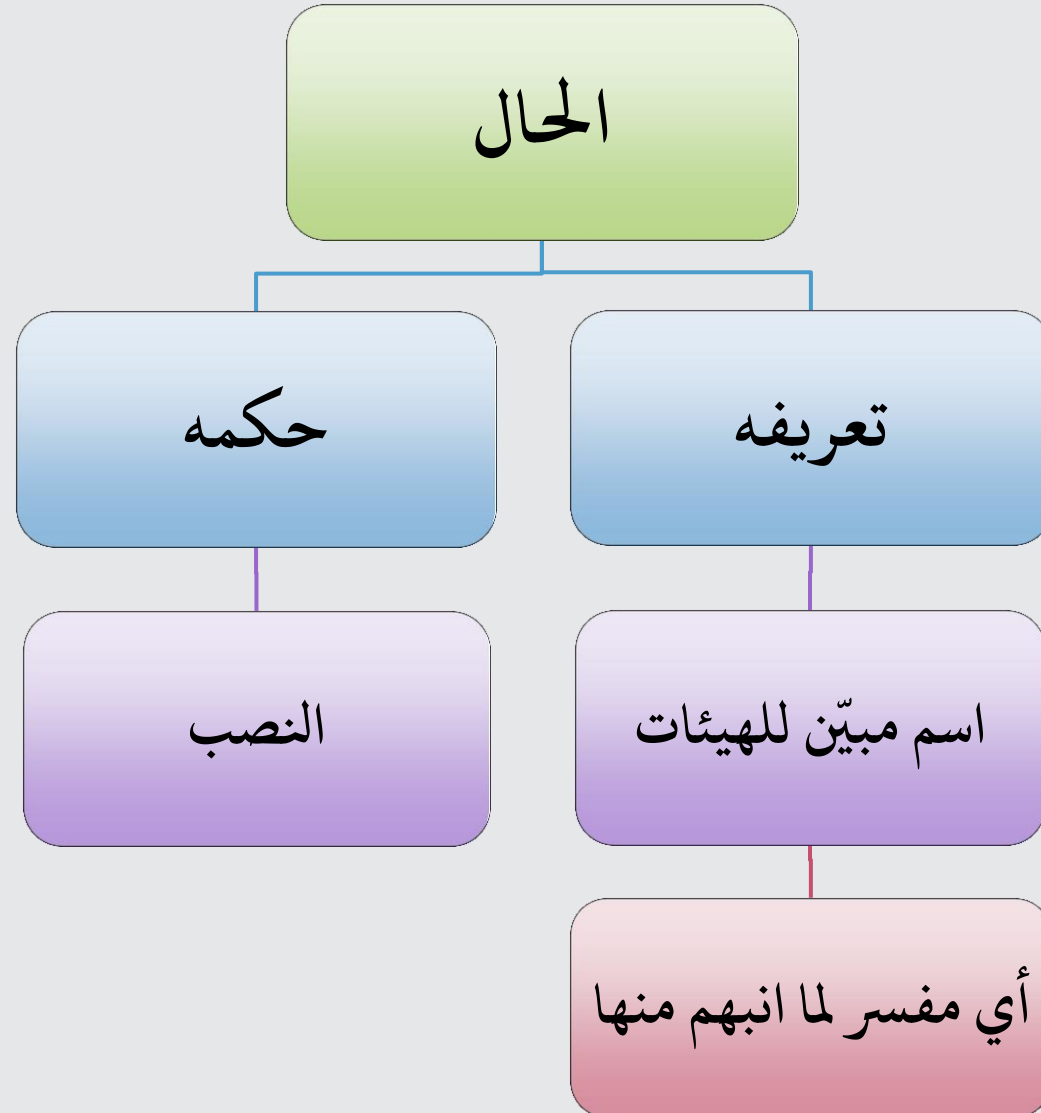 الحال
تعريفه
حكمه
اسم مبيّن للهيئات
النصب
أي مفسر لما انبهم منها